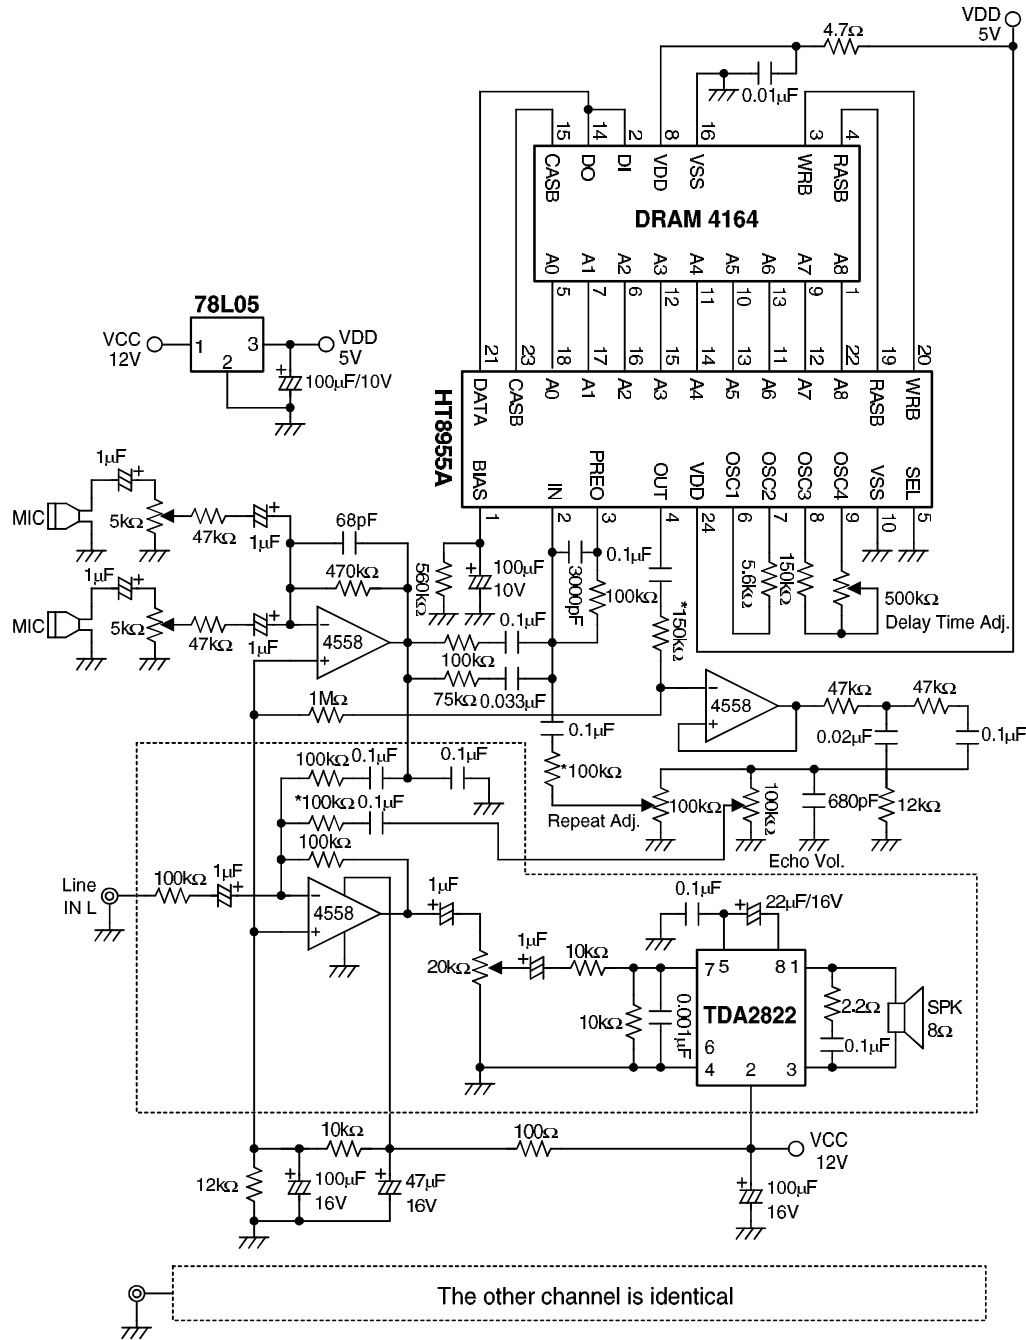 VDD
5V
4.7Ω
0.01μF
15 14 2 8 16 3 4
CASB DO DI VDD VSS WRB RASB
DRAM 4164
A0 A1 A2 A3 A4 A5 A6 A7 A8
5 7 6 12 11 10 13 9 1
78L05
VCC
12V
1 3
2
VDD
5V
100μF/10V
21 23 18 17 16 15 14 13 11 12 22 19 20
DATA CASB A0 A1 A2 A3 A4 A5 A6 A7 A8 RASB WRB
HT8955A
BIAS IN PREO OUT VDD OSC1 OSC2 OSC3 OSC4 VSS SEL
1 2 3 4 24 6 7 8 9 10 5
1μF +
MIC
5kΩ
47kΩ
+
1μF
68pF
470kΩ
1μF +
MIC
5kΩ
47kΩ
+
1μF
−
4558
+
560kΩ
+ 100μF
10V
3000pF
0.1μF
100kΩ
*150kΩ
5.6kΩ
150kΩ
500kΩ
Delay Time Adj.
0.1μF
100kΩ
75kΩ 0.033μF
1MΩ
−
4558
+
47kΩ
47kΩ
0.02μF
0.1μF
0.1μF
*100kΩ
100kΩ
Repeat Adj.
100kΩ
Echo Vol.
680pF
12kΩ
100kΩ 0.1μF
0.1μF
*100kΩ 0.1μF
100kΩ
Line
IN L
100kΩ
1μF
+
−
4558
+
1μF
+
20kΩ
1μF
+
10kΩ
10kΩ
0.001μF
0.1μF
+ 22μF/16V
7 5 8 1
TDA2822
6
4 2 3
2.2Ω
0.1μF
SPK
8Ω
10kΩ
100Ω
VCC
12V
12kΩ
+ 100μF
16V
+ 47μF
16V
+ 100μF
16V
The other channel is identical